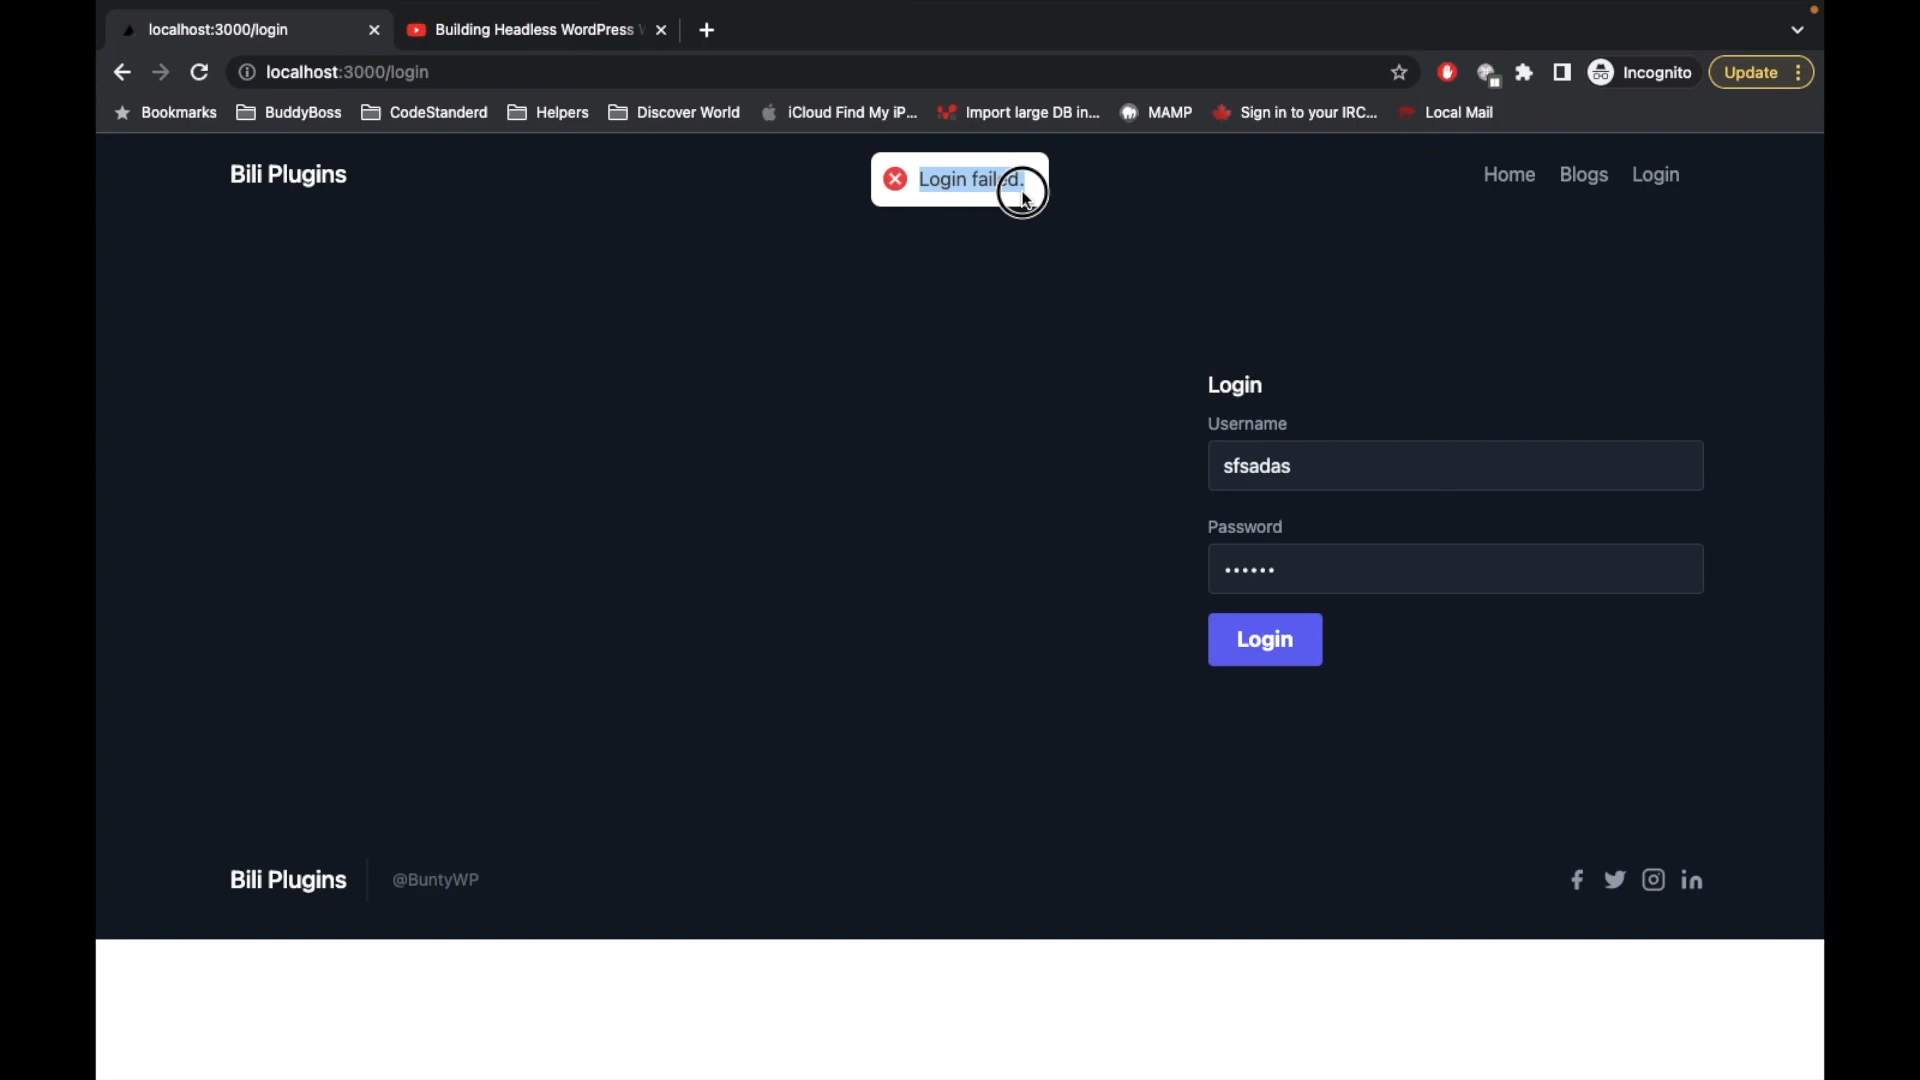 localhost:3000/login
Building Headless WordPress
localhost:3000/login
Incognito
Update
Bookmarks
BuddyBoss
CodeStanderd
Helpers
Discover World
iCloud Find My iP...
Import large DB in...
MAMP
Sign in to your IRC...
Local Mail
Bili Plugins
Login failed.
Home
Blogs
Login
Login
Username
sfsadas
Password
••••••
Login
Bili Plugins
@BuntyWP